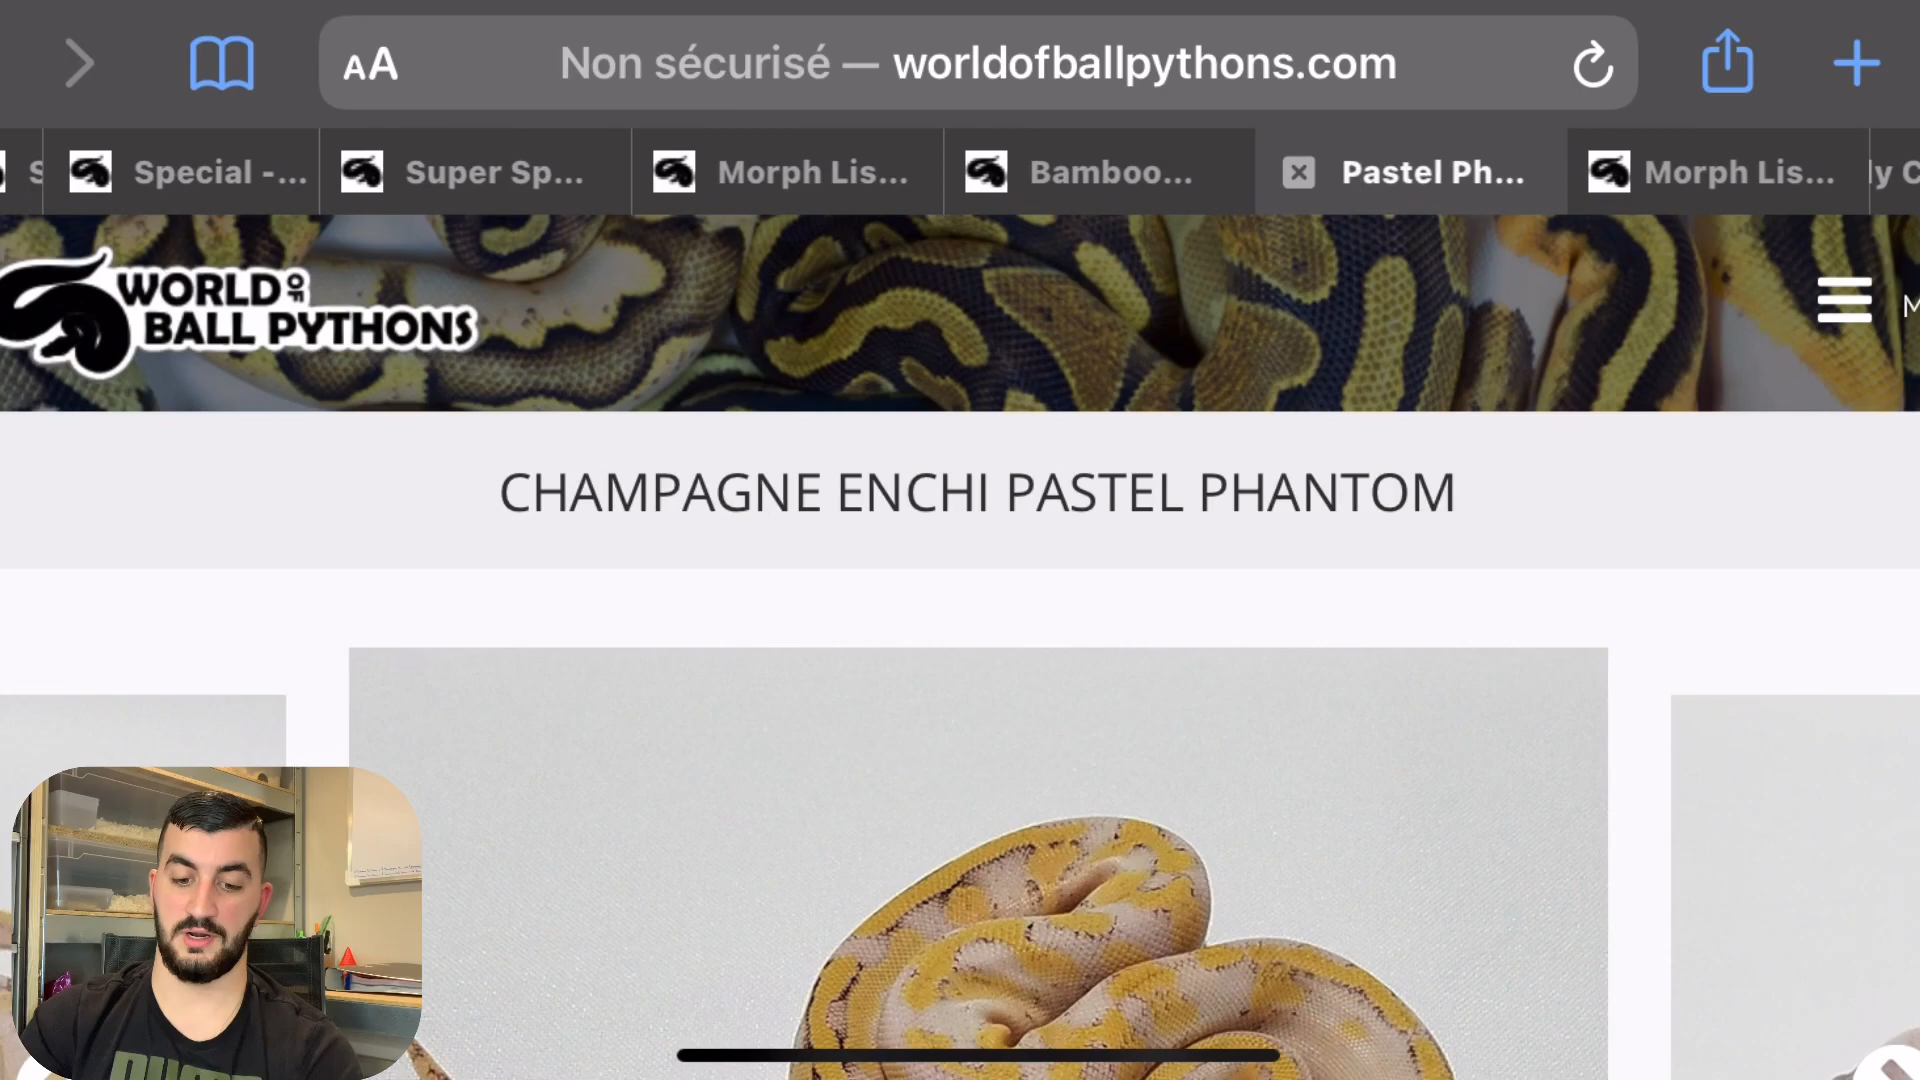 AA Non sécurisé — worldofballpythons.com
Special -... Super Sp... Morph Lis... Bamboo... Pastel Ph... Morph Lis...
WORLD OF
BALL PYTHONS
CHAMPAGNE ENCHI PASTEL PHANTOM